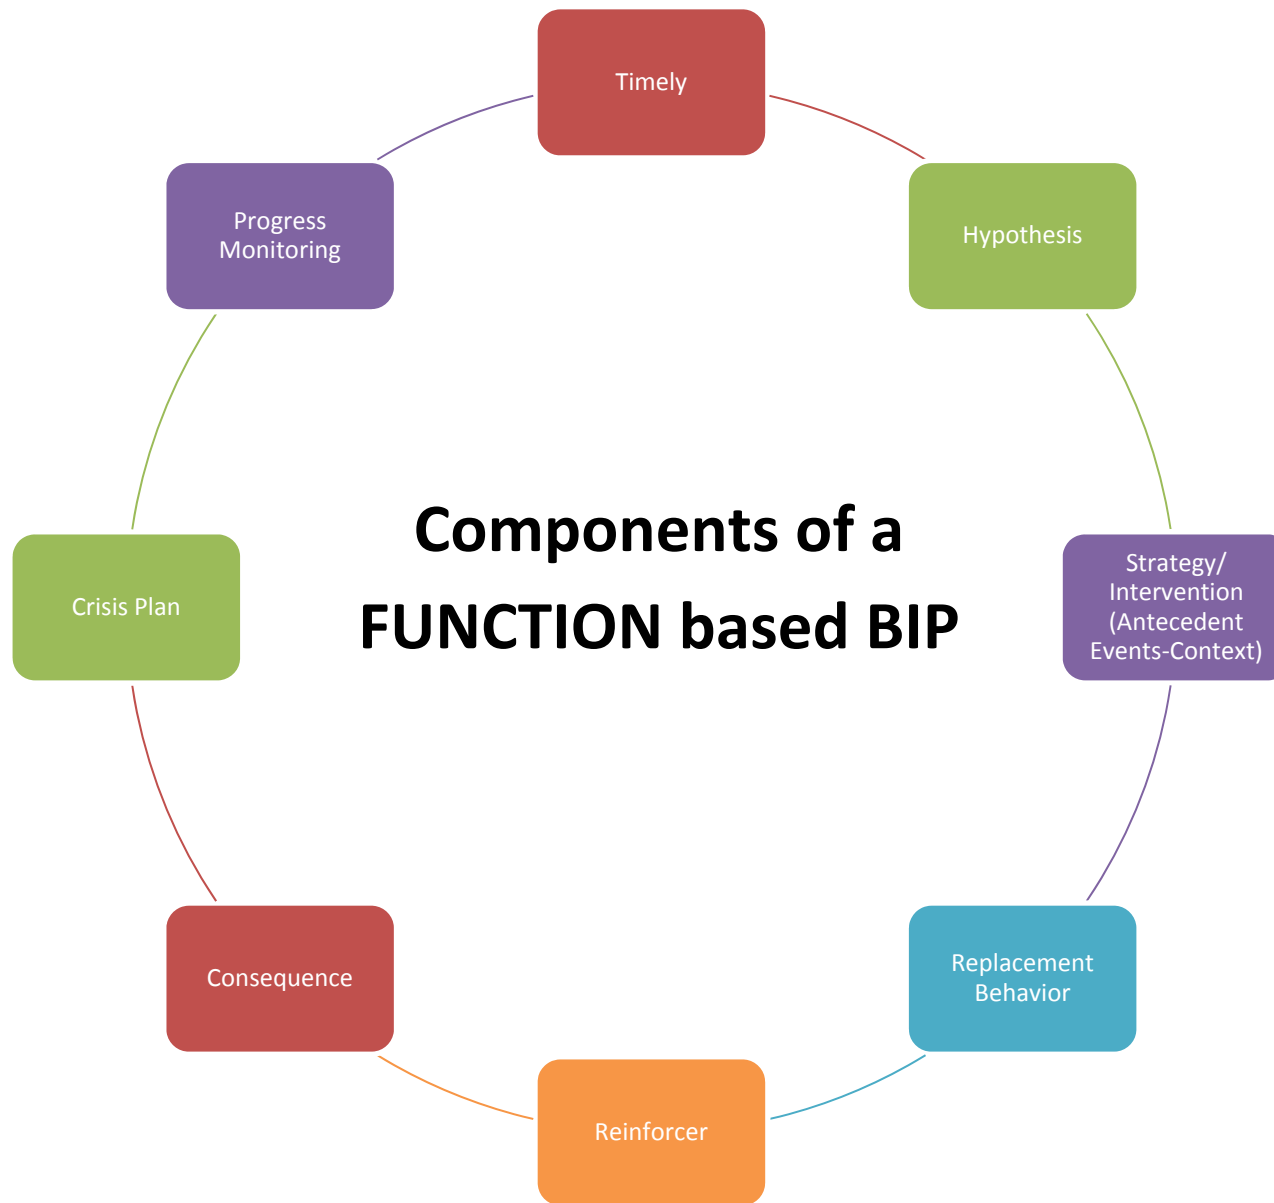 Timely
Hypothesis
Strategy/
Intervention
(Antecedent
Events-Context)
Replacement
Behavior
Reinforcer
Consequence
Crisis Plan
Progress
Monitoring
Components of a
FUNCTION based BIP